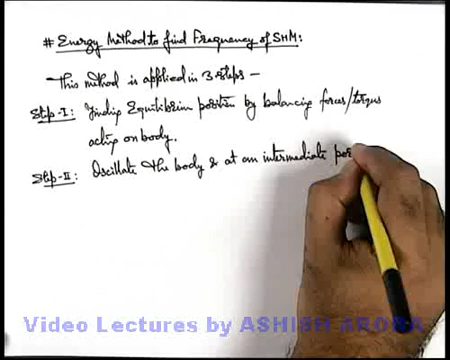 # Energy Method to find Frequency of SHM:
This method is applied in 3 steps –
Step-I: Finding Equilibrium position by balancing forces/torques
acting on body.
Step-II: Oscillate the body & at an intermediate pos
Video Lectures by ASHISH ARORA